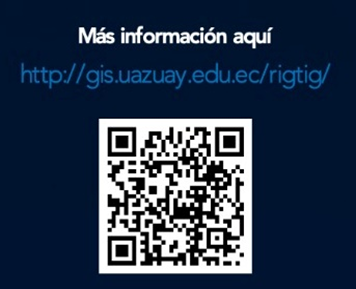 Más información aquí
http://gis.uazuay.edu.ec/rigtig/